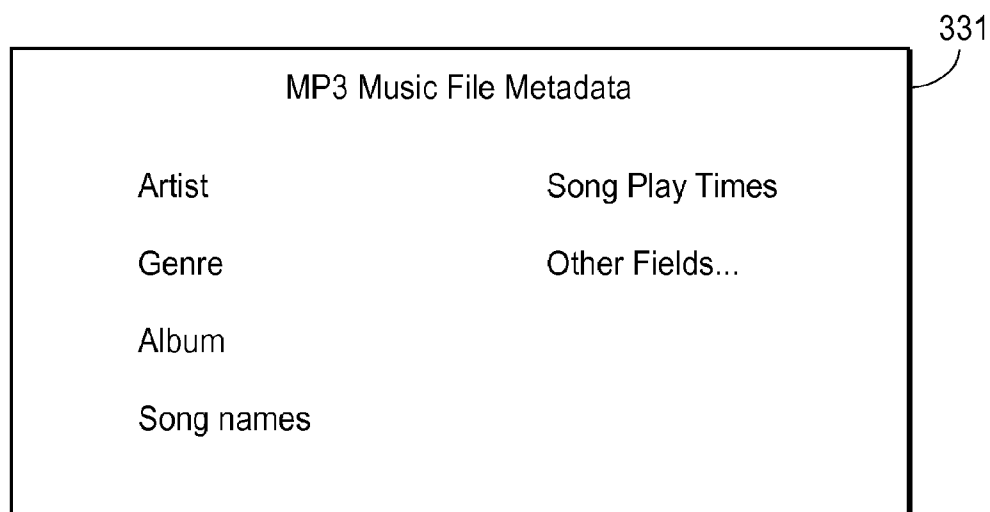 331
MP3 Music File Metadata
Artist
Song Play Times
Genre
Other Fields...
Album
Song names